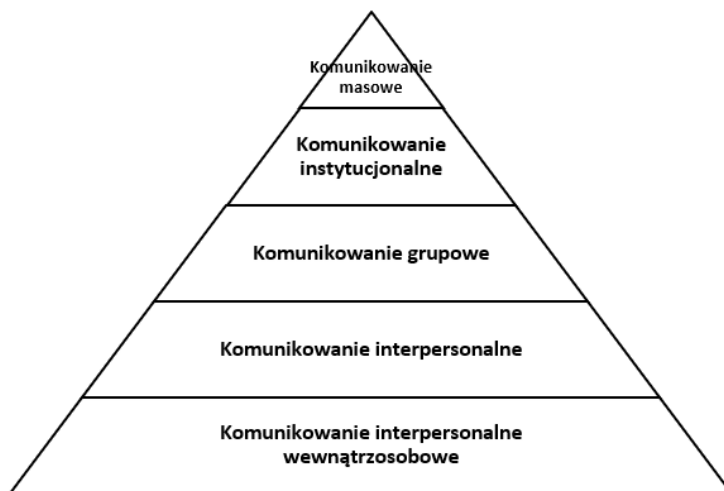 Komunikowanie
masowe
Komunikowanie
instytucjonalne
Komunikowanie grupowe
Komunikowanie interpersonalne
Komunikowanie interpersonalne
wewnątrzosobowe